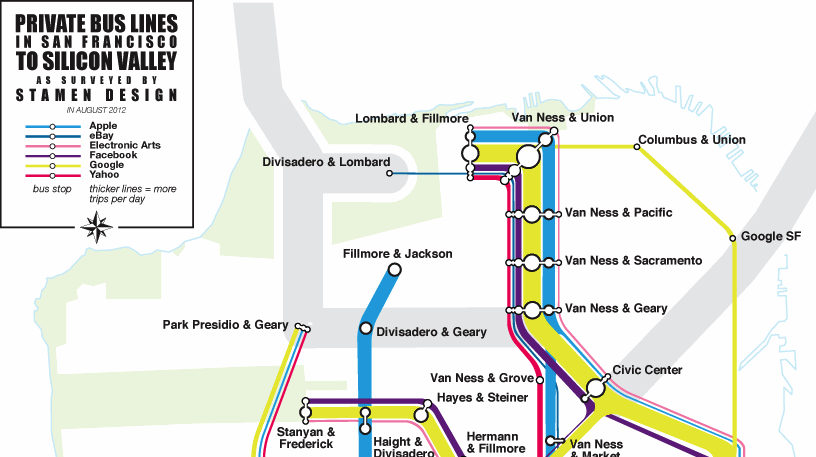 PRIVATE BUS LINES
IN SAN FRANCISCO
TO SILICON VALLEY
AS SURVEYED BY
STAMEN DESIGN
IN AUGUST 2012
Apple
eBay
Electronic Arts
Facebook
Google
Yahoo
bus stop
thicker lines = more
trips per day
Lombard & Fillmore
Van Ness & Union
Columbus & Union
Divisadero & Lombard
Van Ness & Pacific
Google SF
Fillmore & Jackson
Van Ness & Sacramento
Van Ness & Geary
Park Presidio & Geary
Divisadero & Geary
Civic Center
Van Ness & Grove
Hayes & Steiner
Stanyan &
Frederick
Haight &
Divisadero
Hermann
& Fillmore
Van Ness
& Market